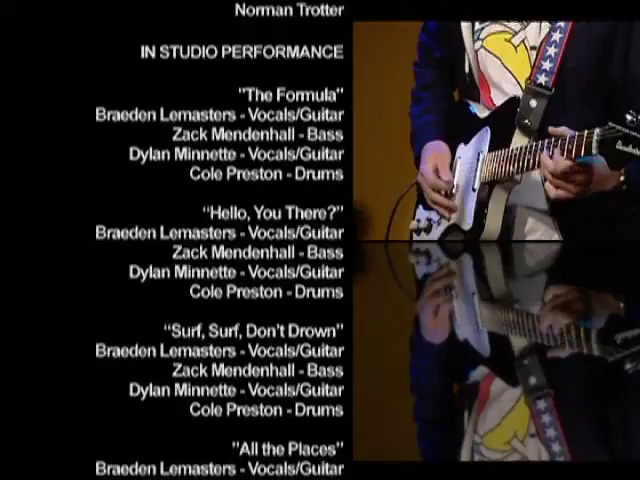 Norman Trotter
IN STUDIO PERFORMANCE
"The Formula"
Braeden Lemasters - Vocals/Guitar
Zack Mendenhall - Bass
Dylan Minnette - Vocals/Guitar
Cole Preston - Drums
“Hello, You There?”
Braeden Lemasters - Vocals/Guitar
Zack Mendenhall - Bass
Dylan Minnette - Vocals/Guitar
Cole Preston - Drums
“Surf, Surf, Don't Drown”
Braeden Lemasters - Vocals/Guitar
Zack Mendenhall - Bass
Dylan Minnette - Vocals/Guitar
Cole Preston - Drums
"All the Places”
Braeden Lemasters - Vocals/Guitar